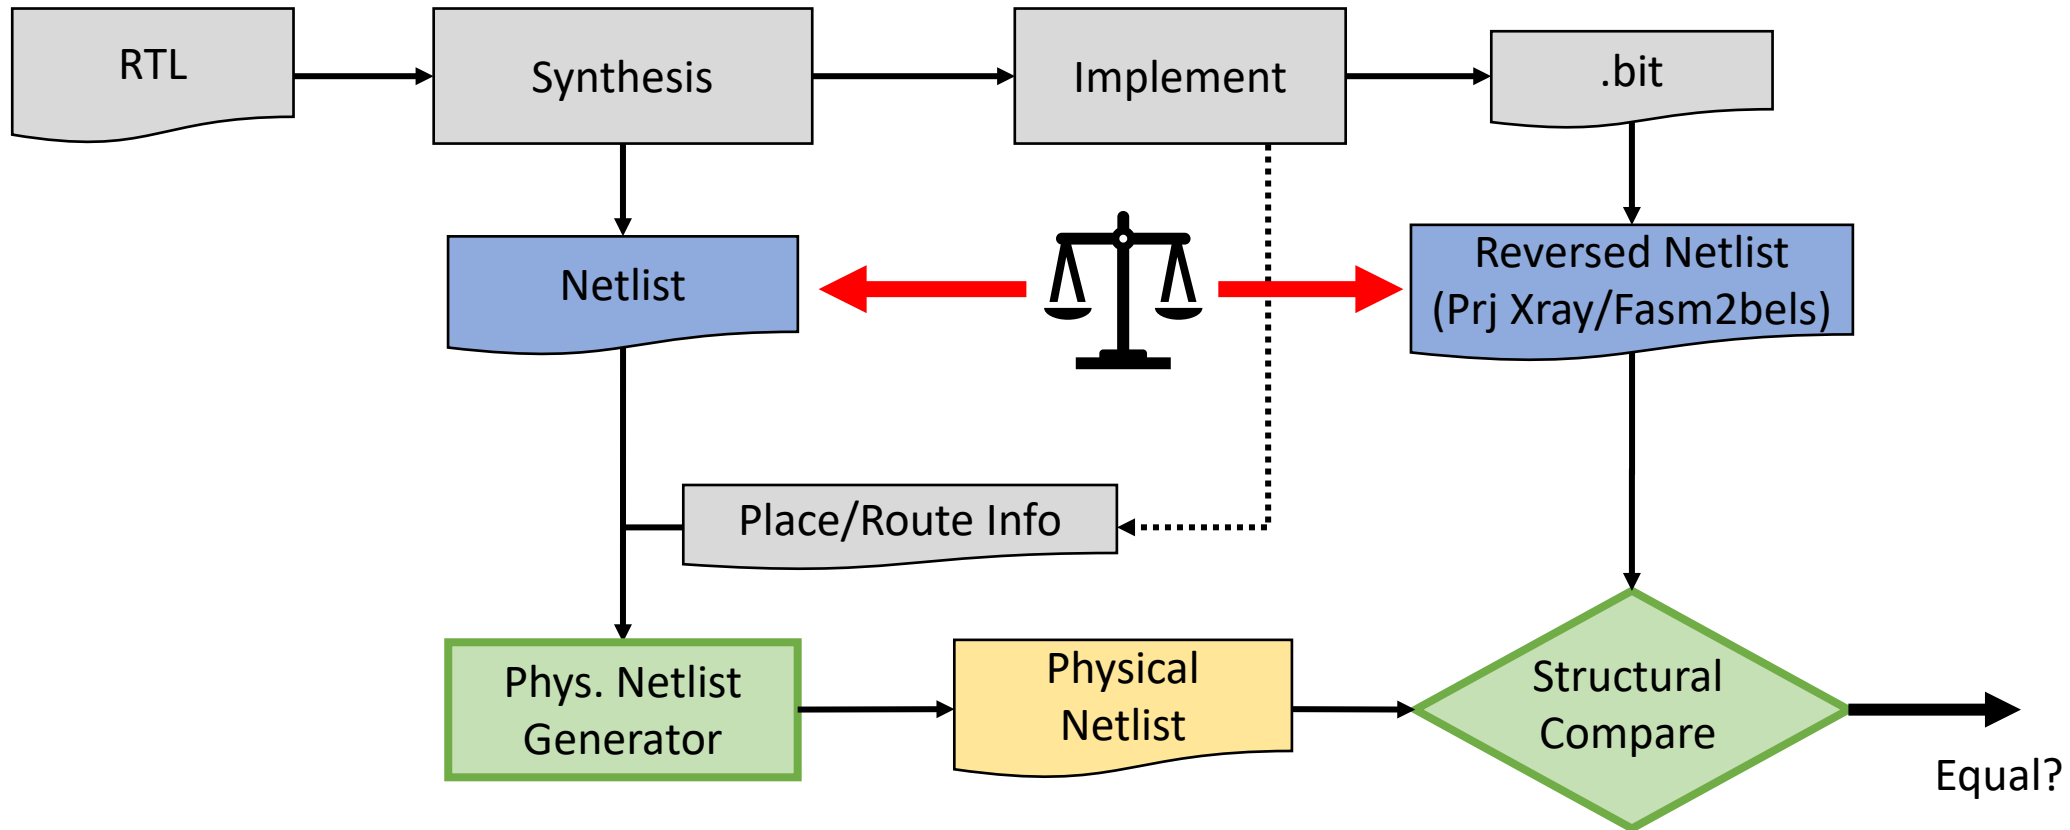 RTL
Synthesis
Implement
.bit
Netlist
Reversed Netlist
(Prj Xray/Fasm2bels)
Place/Route Info
Phys. Netlist
Generator
Physical
Netlist
Structural
Compare
Equal?